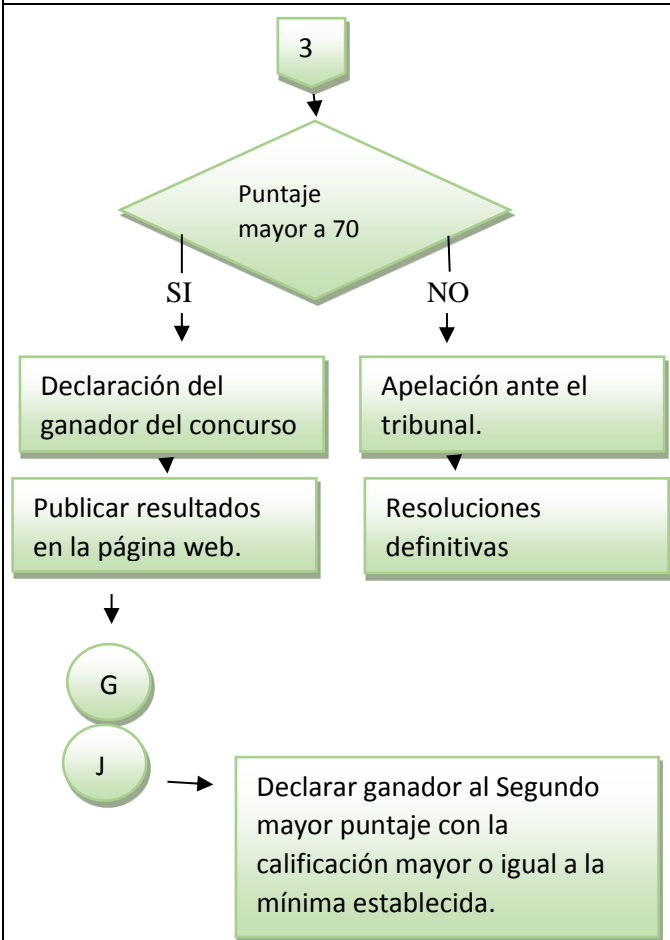 3
Puntaje
mayor a 70
SI
NO
Declaración del
ganador del concurso
Apelación ante el
tribunal.
Publicar resultados
en la página web.
Resoluciones
definitivas
G
J
Declarar ganador al Segundo
mayor puntaje con la
calificación mayor o igual a la
mínima establecida.